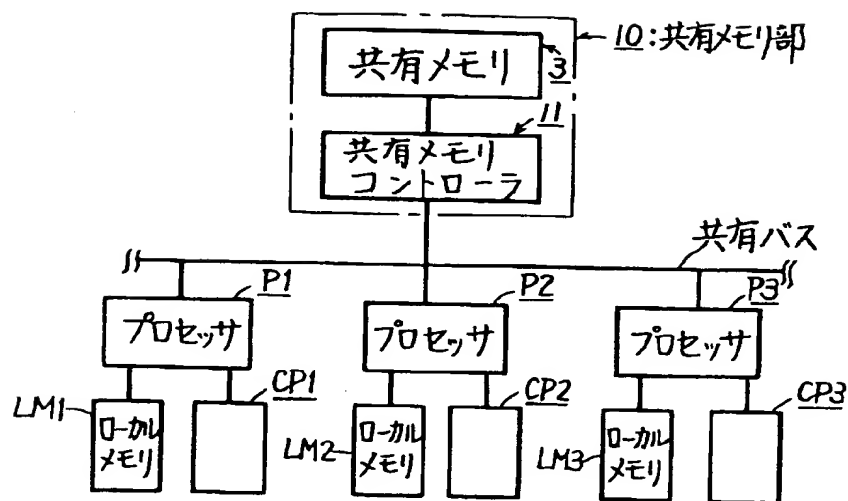 10:共有メモリ部
共有メモリ
3
11
共有メモリ
コントローラ
共有バス
P1
P2
P3
プロセッサ
プロセッサ
プロセッサ
CP1
CP2
CP3
LM1
ローカル
メモリ
LM2
ローカル
メモリ
LM3
ローカル
メモリ